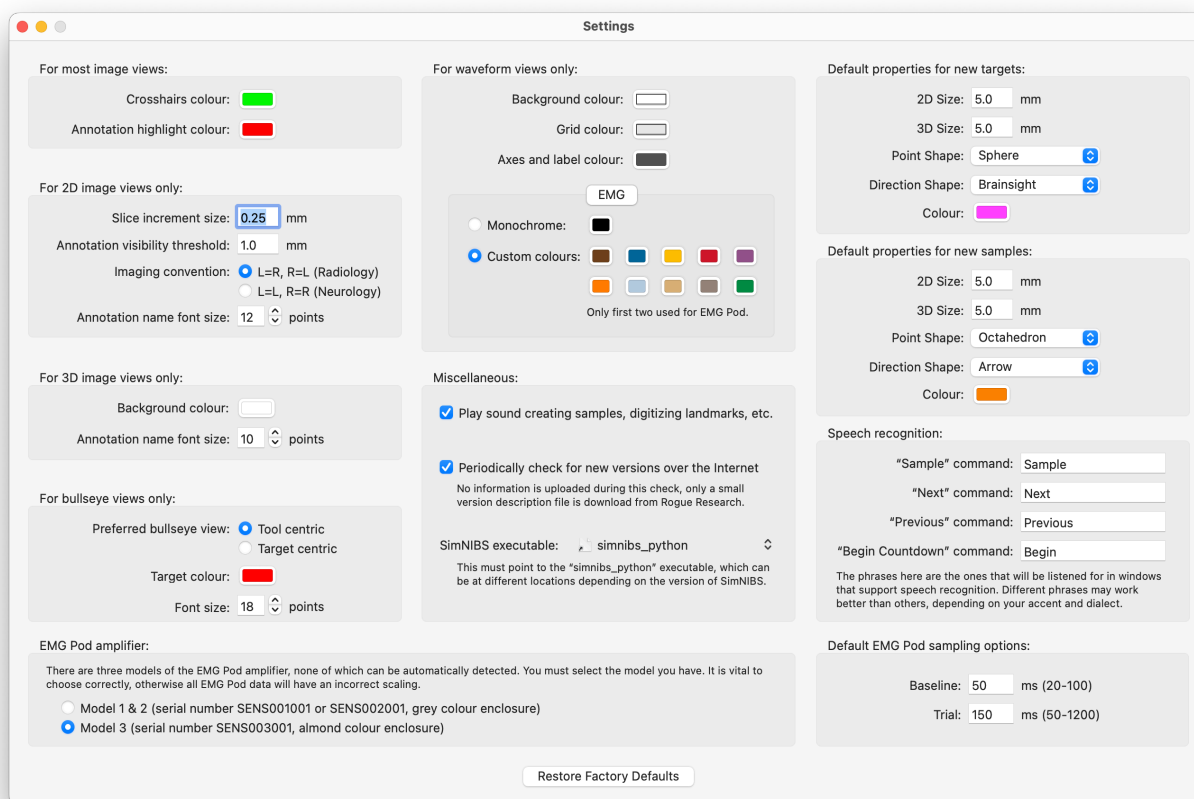 Settings
For most image views:
Crosshairs colour:
Annotation highlight colour:
For 2D image views only:
Slice increment size: 0.25 mm
Annotation visibility threshold: 1.0 mm
Imaging convention: L=R, R=L (Radiology)
L=L, R=R (Neurology)
Annotation name font size: 12 points
For 3D image views only:
Background colour:
Annotation name font size: 10 points
For bullseye views only:
Preferred bullseye view: Tool centric
Target centric
Target colour:
Font size: 18 points
For waveform views only:
Background colour:
Grid colour:
Axes and label colour:
EMG
Monochrome:
Custom colours:
Only first two used for EMG Pod.
Miscellaneous:
Play sound creating samples, digitizing landmarks, etc.
Periodically check for new versions over the Internet
No information is uploaded during this check, only a small
version description file is download from Rogue Research.
SimNIBS executable: simnibs_python
This must point to the “simnibs_python” executable, which can
be at different locations depending on the version of SimNIBS.
Default properties for new targets:
2D Size: 5.0 mm
3D Size: 5.0 mm
Point Shape: Sphere
Direction Shape: Brainsight
Colour:
Default properties for new samples:
2D Size: 5.0 mm
3D Size: 5.0 mm
Point Shape: Octahedron
Direction Shape: Arrow
Colour:
Speech recognition:
“Sample” command: Sample
“Next” command: Next
“Previous” command: Previous
“Begin Countdown” command: Begin
The phrases here are the ones that will be listened for in windows
that support speech recognition. Different phrases may work
better than others, depending on your accent and dialect.
EMG Pod amplifier:
There are three models of the EMG Pod amplifier, none of which can be automatically detected. You must select the model you have. It is vital to
choose correctly, otherwise all EMG Pod data will have an incorrect scaling.
Model 1 & 2 (serial number SENS001001 or SENS002001, grey colour enclosure)
Model 3 (serial number SENS003001, almond colour enclosure)
Default EMG Pod sampling options:
Baseline: 50 ms (20-100)
Trial: 150 ms (50-1200)
Restore Factory Defaults